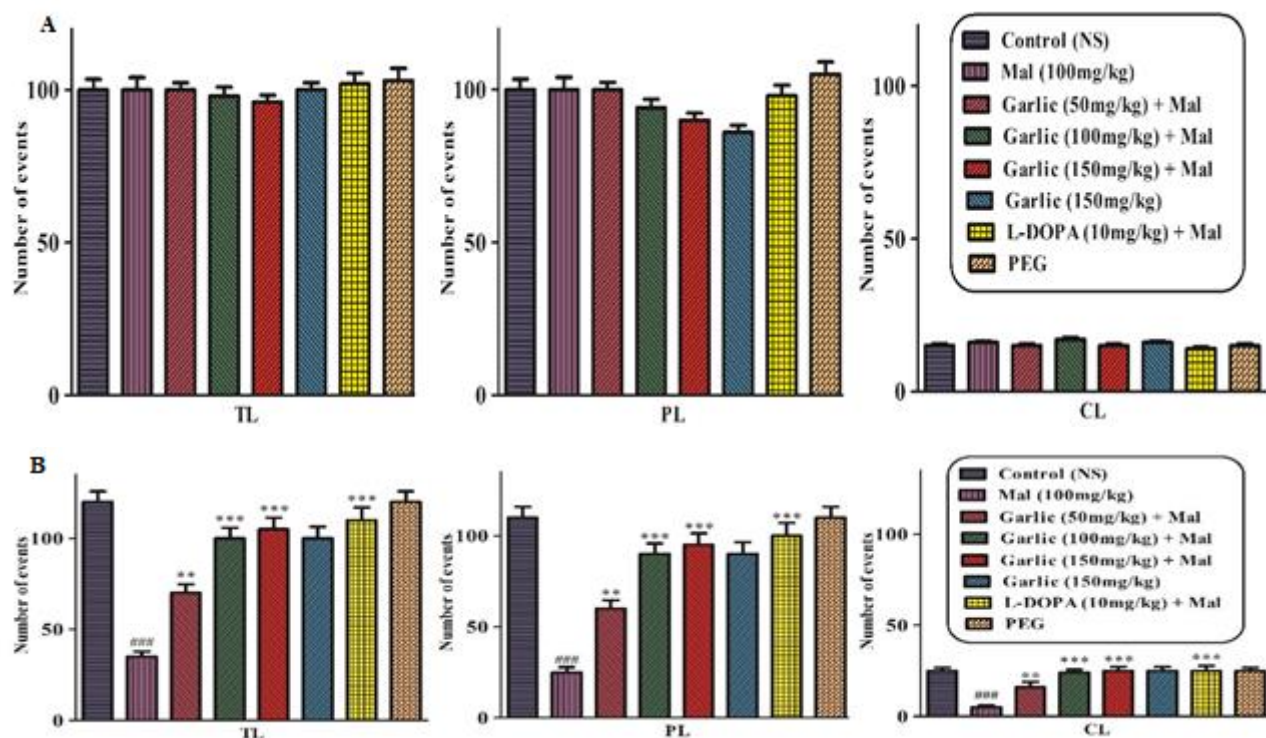 A
Number of events
100
50
0
TL
Number of events
100
50
0
PL
Number of events
100
50
0
CL
Control (NS)
Mal (100mg/kg)
Garlic (50mg/kg) + Mal
Garlic (100mg/kg) + Mal
Garlic (150mg/kg) + Mal
Garlic (150mg/kg)
L-DOPA (10mg/kg) + Mal
PEG
B
Number of events
100
50
0
###
**
***
***
***
TL
Number of events
100
50
0
###
**
***
***
***
PL
Number of events
100
50
0
###
**
***
***
***
CL
Control (NS)
Mal (100mg/kg)
Garlic (50mg/kg) + Mal
Garlic (100mg/kg) + Mal
Garlic (150mg/kg) + Mal
Garlic (150mg/kg)
L-DOPA (10mg/kg) + Mal
PEG